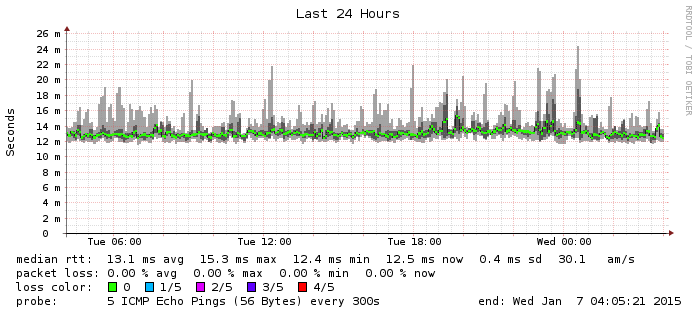 Last 24 Hours
RRDTOOL / TOBI OETIKER
Seconds
26 m
24 m
22 m
20 m
18 m
16 m
14 m
12 m
10 m
8 m
6 m
4 m
2 m
0
Tue 06:00 Tue 12:00 Tue 18:00 Wed 00:00
median rtt: 13.1 ms avg 15.3 ms max 12.4 ms min 12.5 ms now 0.4 ms sd 30.1 am/s
packet loss: 0.00 % avg 0.00 % max 0.00 % min 0.00 % now
loss color: 0 1/5 2/5 3/5 4/5
probe: 5 ICMP Echo Pings (56 Bytes) every 300s end: Wed Jan 7 04:05:21 2015